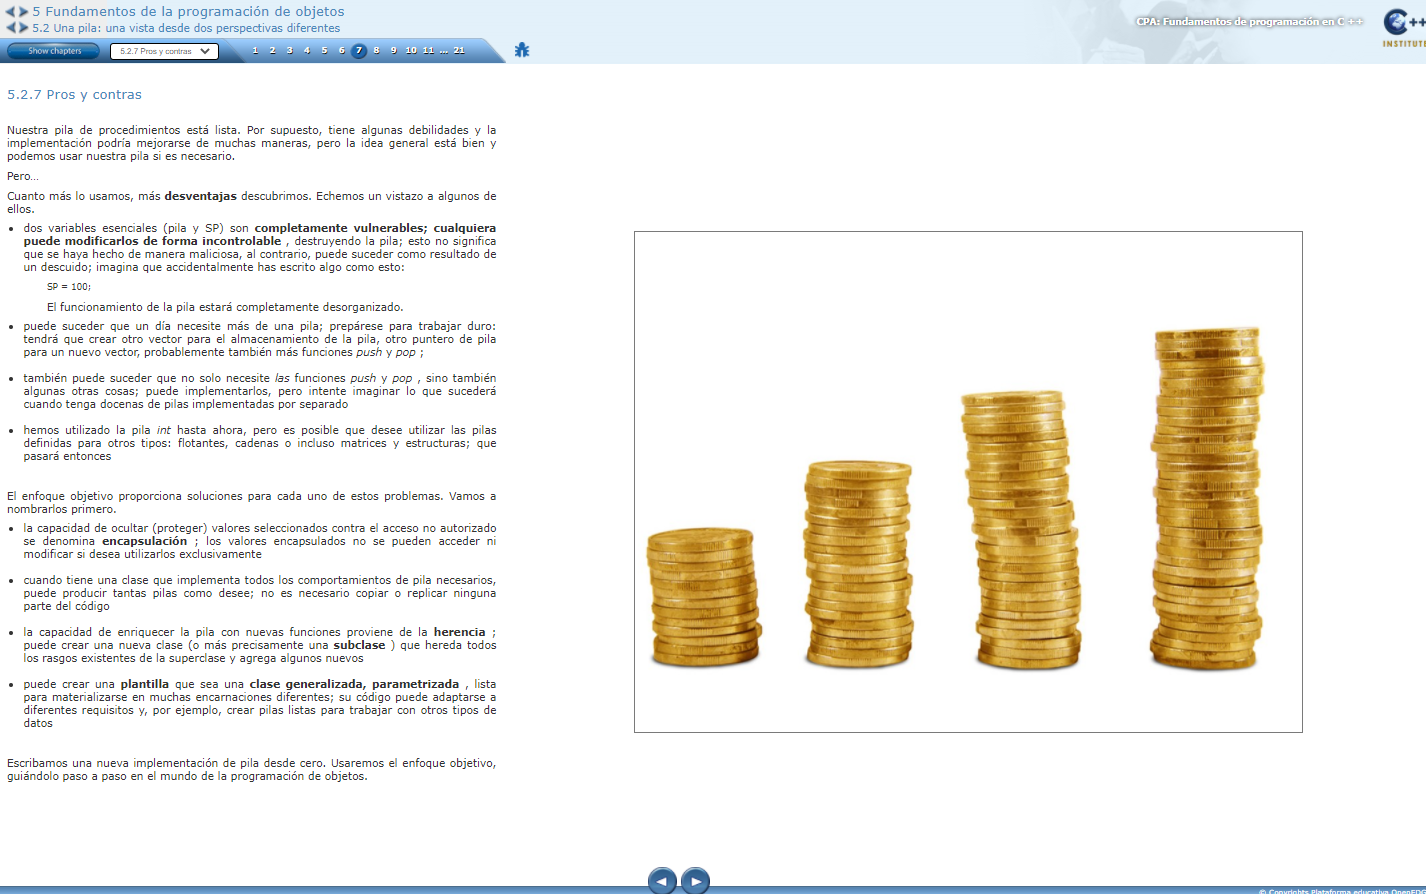 5 Fundamentos de la programación de objetos
5.2 Una pila: una vista desde dos perspectivas diferentes
CPA: Fundamentos de programación en C ++
C++
INSTITUTE
Show chapters
5.2.7 Pros y contras
1 2 3 4 5 6 7 8 9 10 11 ... 21
5.2.7 Pros y contras
Nuestra pila de procedimientos está lista. Por supuesto, tiene algunas debilidades y la
implementación podría mejorarse de muchas maneras, pero la idea general está bien y
podemos usar nuestra pila si es necesario.
Pero…
Cuanto más lo usamos, más desventajas descubrimos. Echemos un vistazo a algunos de
ellos.
• dos variables esenciales (pila y SP) son completamente vulnerables; cualquiera
puede modificarlos de forma incontrolable , destruyendo la pila; esto no significa
que se haya hecho de manera maliciosa, al contrario, puede suceder como resultado de
un descuido; imagina que accidentalmente has escrito algo como esto:
SP = 100;
El funcionamiento de la pila estará completamente desorganizado.
• puede suceder que un día necesite más de una pila; prepárese para trabajar duro:
tendrá que crear otro vector para el almacenamiento de la pila, otro puntero de pila
para un nuevo vector, probablemente también más funciones push y pop ;
• también puede suceder que no solo necesite las funciones push y pop , sino también
algunas otras cosas; puede implementarlos, pero intente imaginar lo que sucederá
cuando tenga docenas de pilas implementadas por separado
• hemos utilizado la pila int hasta ahora, pero es posible que desee utilizar las pilas
definidas para otros tipos: flotantes, cadenas o incluso matrices y estructuras; que
pasará entonces
El enfoque objetivo proporciona soluciones para cada uno de estos problemas. Vamos a
nombrarlos primero.
• la capacidad de ocultar (proteger) valores seleccionados contra el acceso no autorizado
se denomina encapsulación ; los valores encapsulados no se pueden acceder ni
modificar si desea utilizarlos exclusivamente
• cuando tiene una clase que implementa todos los comportamientos de pila necesarios,
puede producir tantas pilas como desee; no es necesario copiar o replicar ninguna
parte del código
• la capacidad de enriquecer la pila con nuevas funciones proviene de la herencia ;
puede crear una nueva clase (o más precisamente una subclase ) que hereda todos
los rasgos existentes de la superclase y agrega algunos nuevos
• puede crear una plantilla que sea una clase generalizada, parametrizada , lista
para materializarse en muchas encarnaciones diferentes; su código puede adaptarse a
diferentes requisitos y, por ejemplo, crear pilas listas para trabajar con otros tipos de
datos
Escribamos una nueva implementación de pila desde cero. Usaremos el enfoque objetivo,
guiándolo paso a paso en el mundo de la programación de objetos.
© Copyrights Plataforma educativa OpenEDG